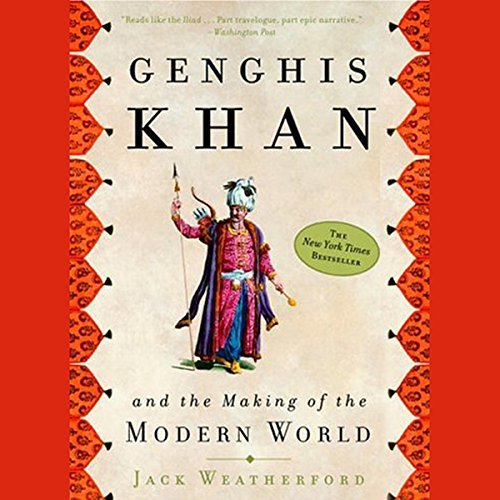 “Reads like the Iliad . . . Part travelogue, part epic narrative.”
—Washington Post
GENGHIS
KHAN
THE
New York Times
BESTSELLER
and the Making of the
MODERN WORLD
JACK WEATHERFORD